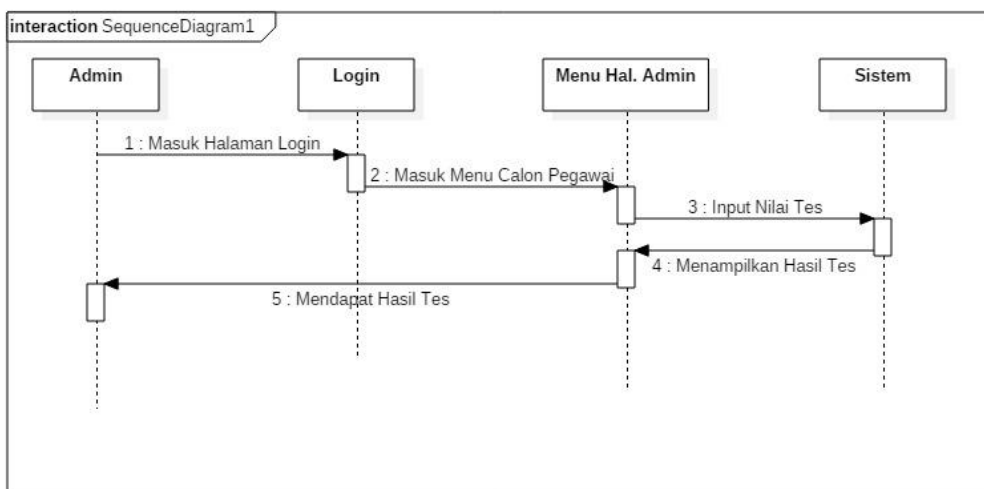 interaction SequenceDiagram1
Admin
Login
Menu Hal. Admin
Sistem
1 : Masuk Halaman Login
2 : Masuk Menu Calon Pegawai
3 : Input Nilai Tes
4 : Menampilkan Hasil Tes
5 : Mendapat Hasil Tes